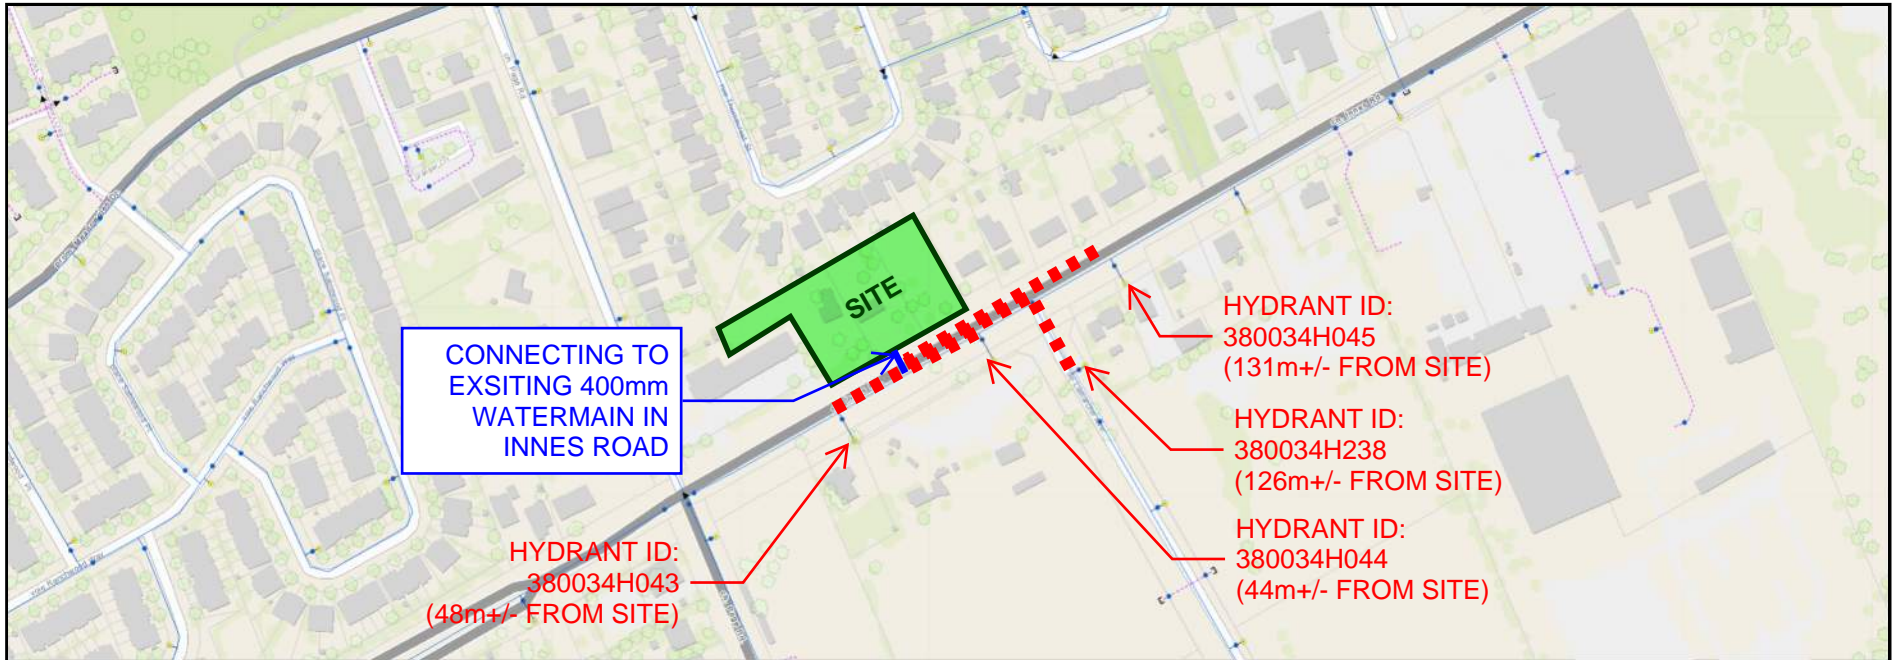 SITE
CONNECTING TO
EXSITING 400mm
WATERMAIN IN
INNES ROAD
HYDRANT ID:
380034H045
(131m+/- FROM SITE)
HYDRANT ID:
380034H238
(126m+/- FROM SITE)
HYDRANT ID:
380034H044
(44m+/- FROM SITE)
HYDRANT ID:
380034H043
(48m+/- FROM SITE)